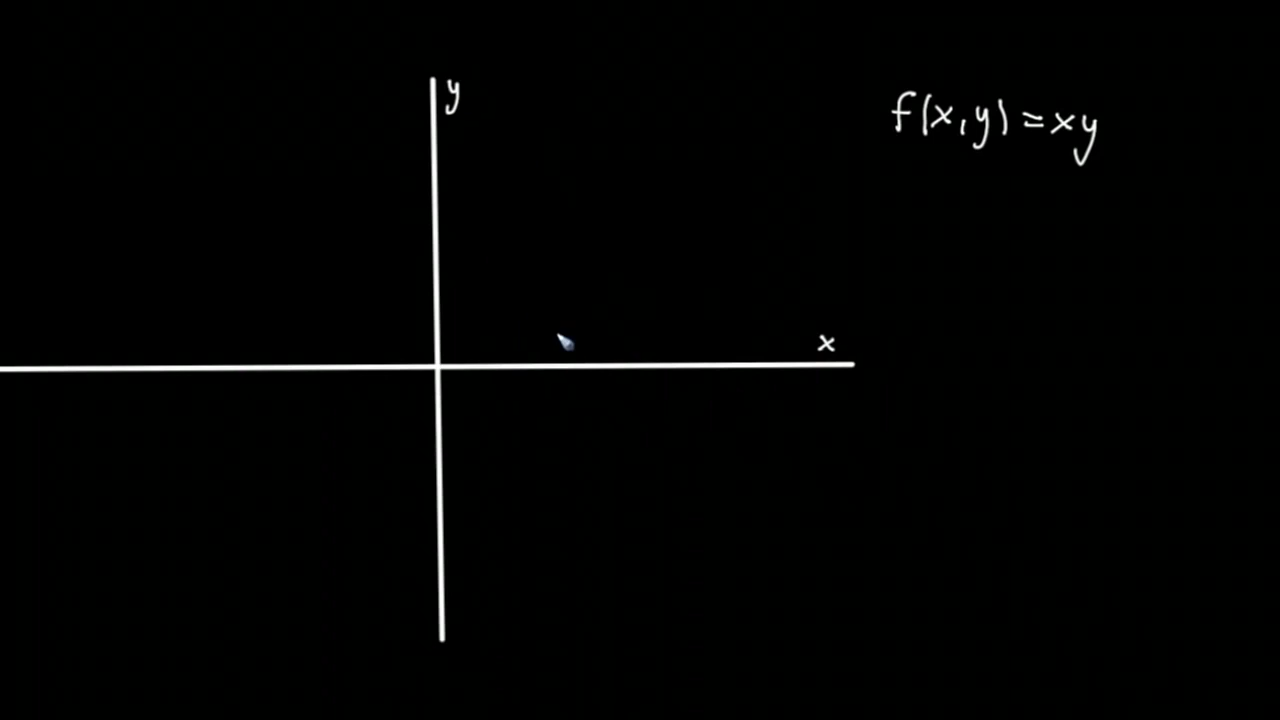 y
f(x,y) = xy
x